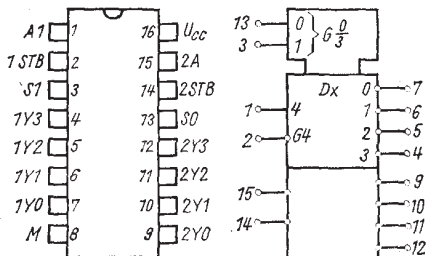 A1 1 16 Ucc
1STB 2 15 2A
S1 3 14 2STB
1Y3 4 13 S0
1Y2 5 12 2Y3
1Y1 6 11 2Y2
1Y0 7 10 2Y1
M 8 9 2Y0
13 0 G 0/3
3 1
Dx 0 7
1 4 1 6
2 G4 2 5
3 4
15 9
10
14 11
12